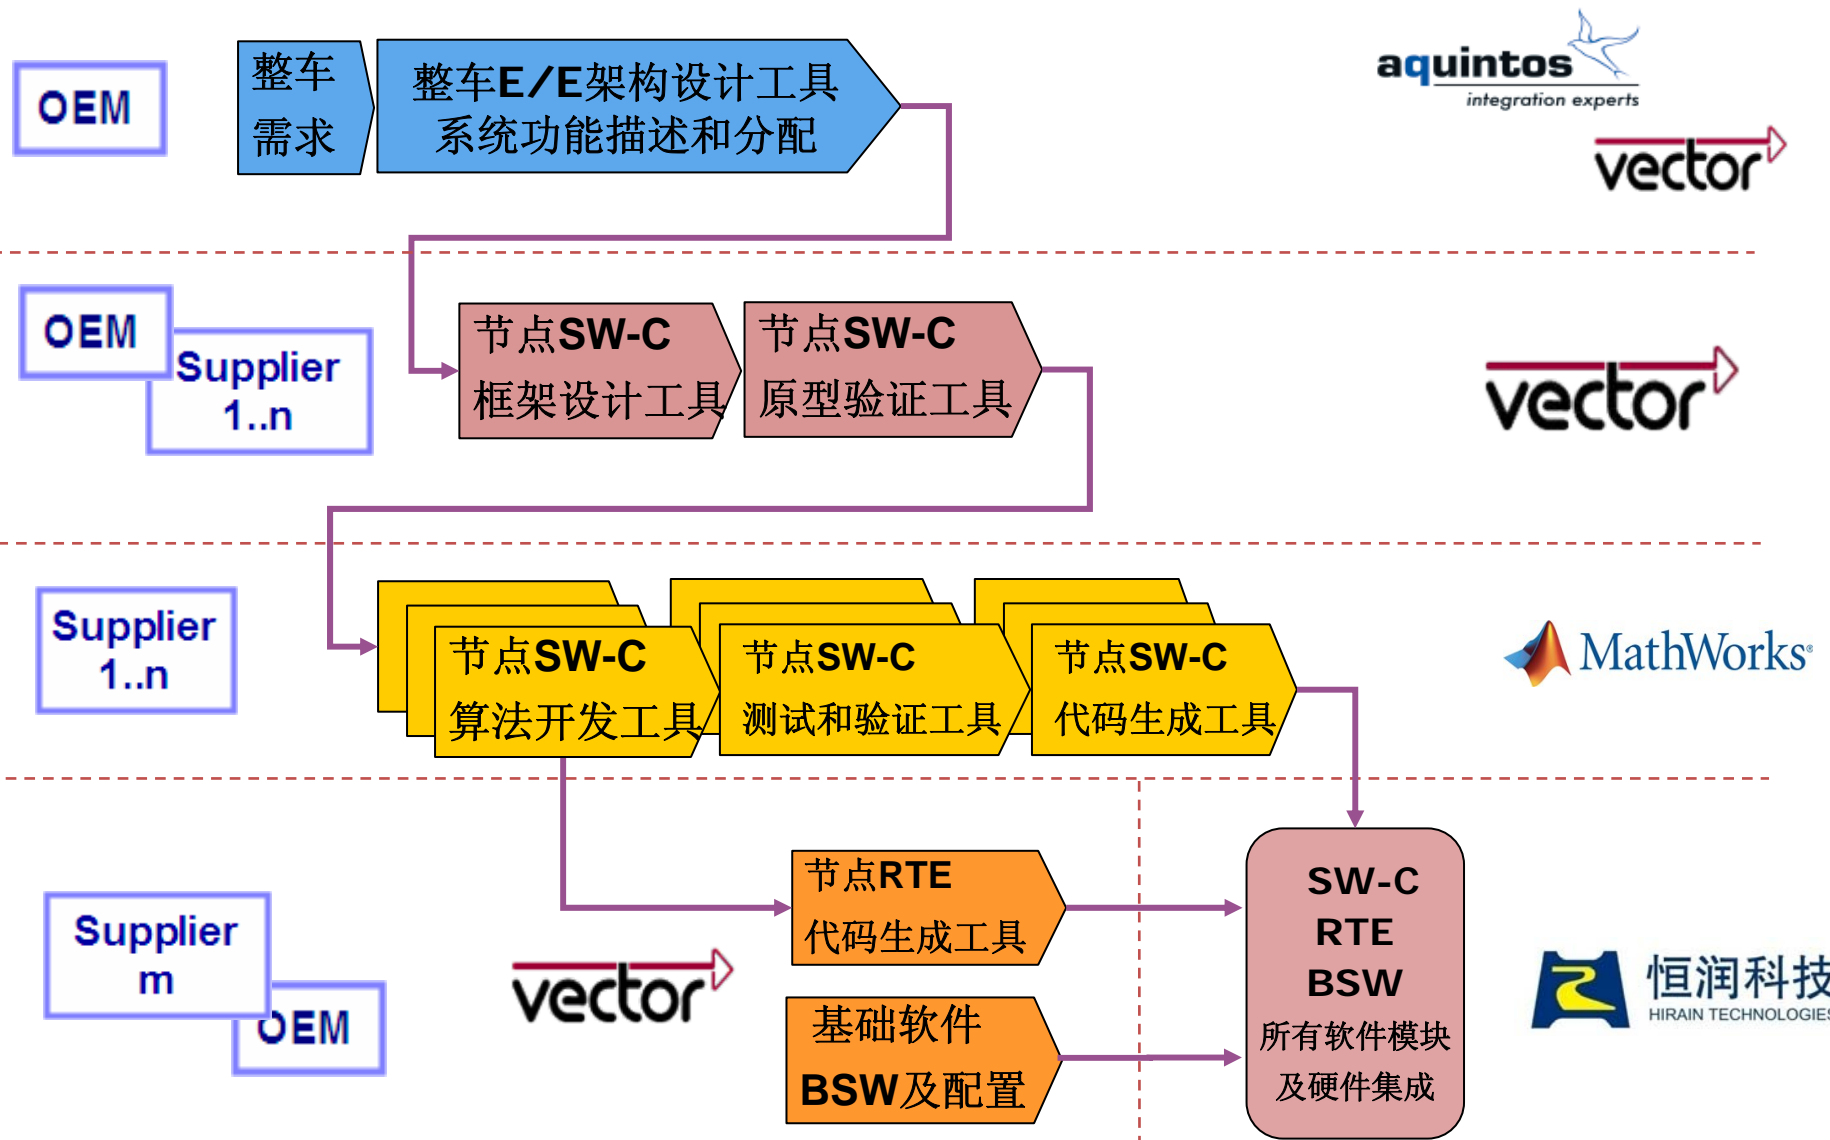 OEM
整车
需求
整车E/E架构设计工具
系统功能描述和分配
aquintos
integration experts
vector
OEM
Supplier
1..n
节点SW-C
框架设计工具
节点SW-C
原型验证工具
vector
Supplier
1..n
节点SW-C
算法开发工具
节点SW-C
测试和验证工具
节点SW-C
代码生成工具
MathWorks®
Supplier
m
OEM
vector
节点RTE
代码生成工具
基础软件
BSW及配置
SW-C
RTE
BSW
所有软件模块
及硬件集成
恒润科技
HIRAIN TECHNOLOGIES